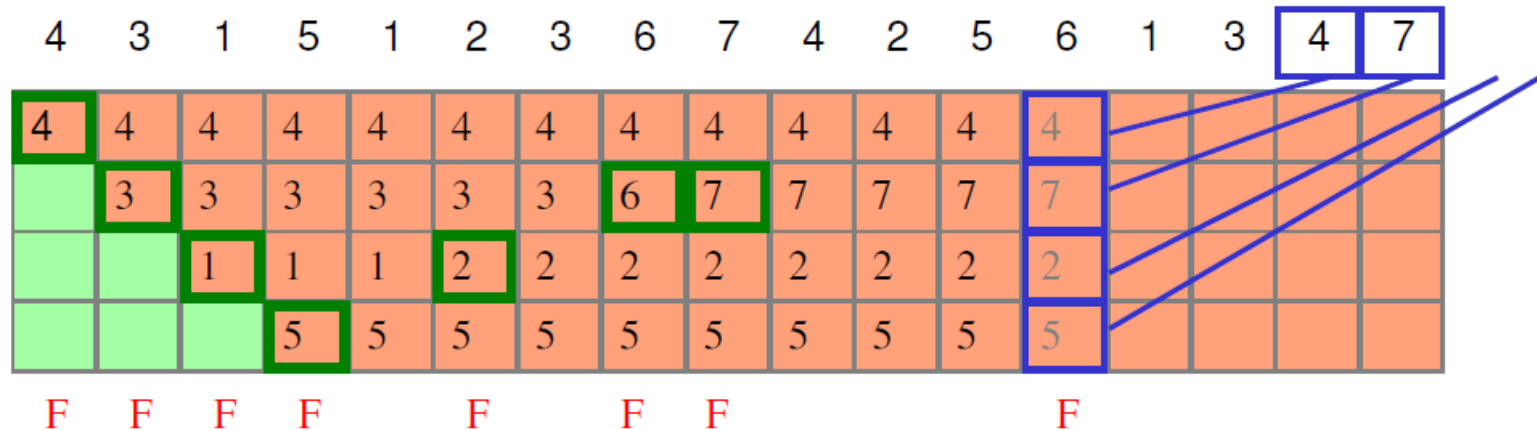 4 3 1 5 1 2 3 6 7 4 2 5 6 1 3 4 7
4 4 4 4 4 4 4 4 4 4 4 4 4
3 3 3 3 3 3 6 7 7 7 7 7
1 1 1 2 2 2 2 2 2 2 2
5 5 5 5 5 5 5 5 5 5
F F F F F F F F